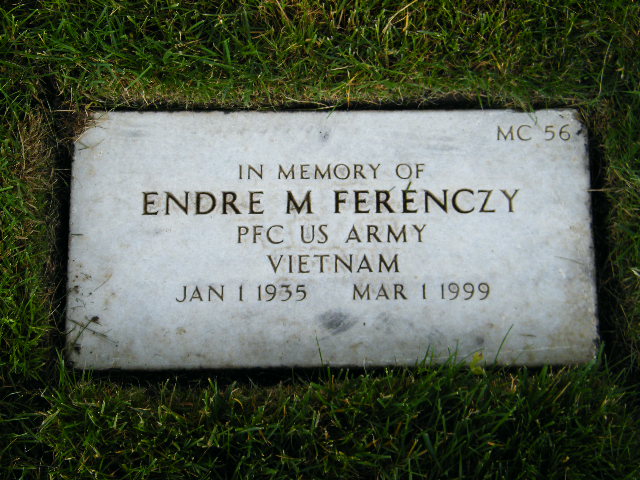 MC 56
IN MEMORY OF
ENDRE M FERÉNCZY
PFC US ARMY
VIETNAM
JAN 1 1935 MAR 1 1999